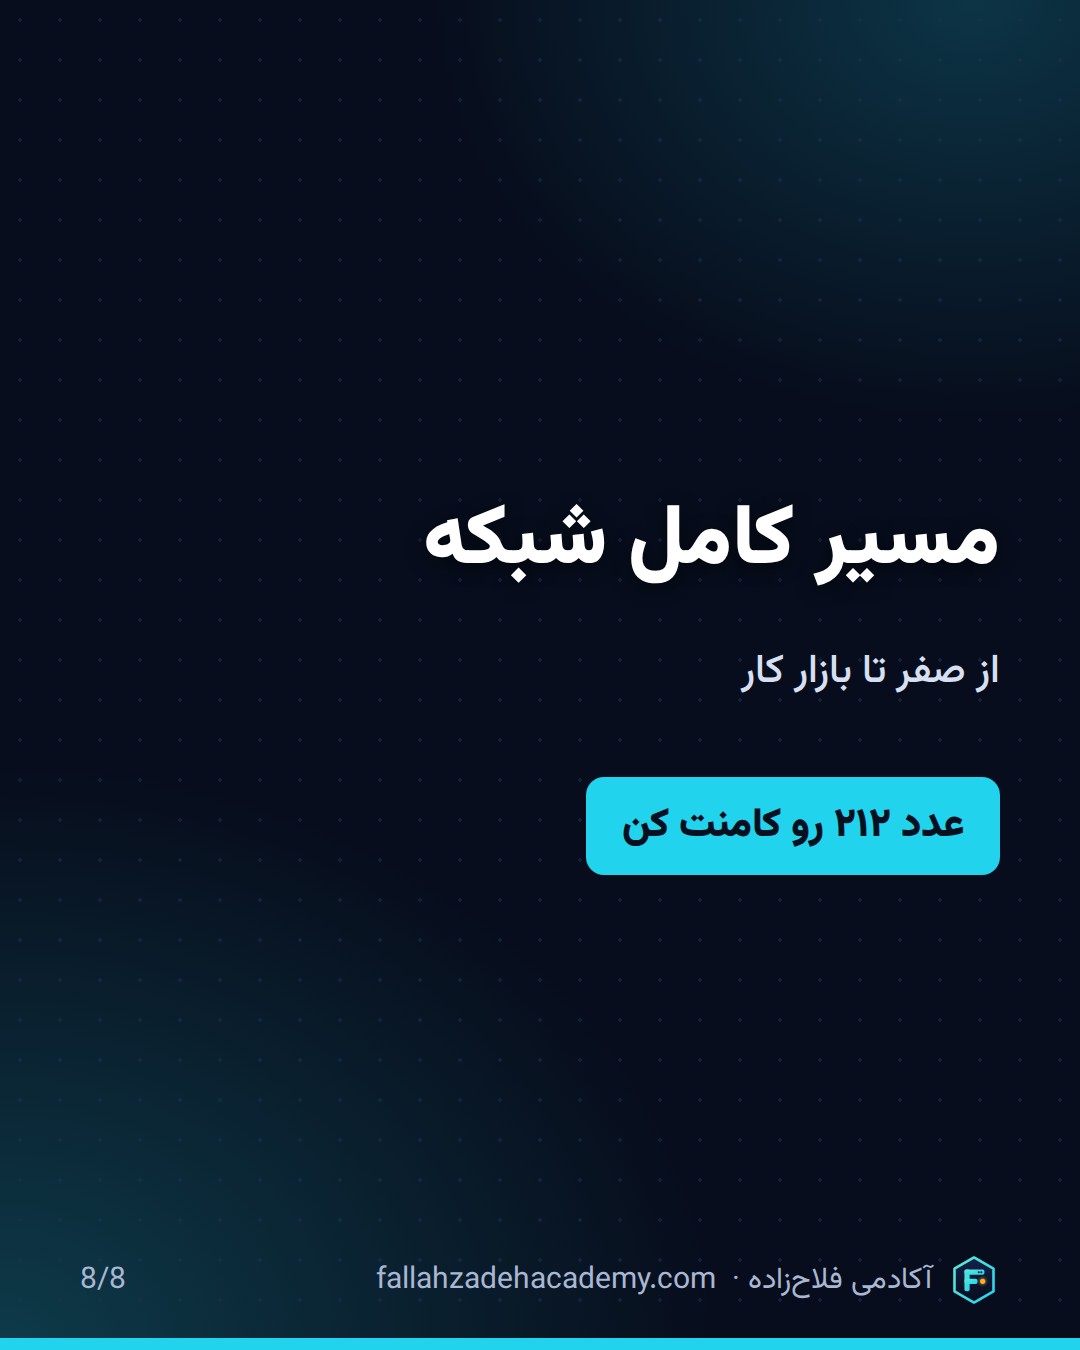 مسیر کامل شبکه
از صفر تا بازار کار
عدد ۲۱۲ رو کامنت کن
آکادمی فلاح‌زاده · fallahzadehacademy.com
8/8